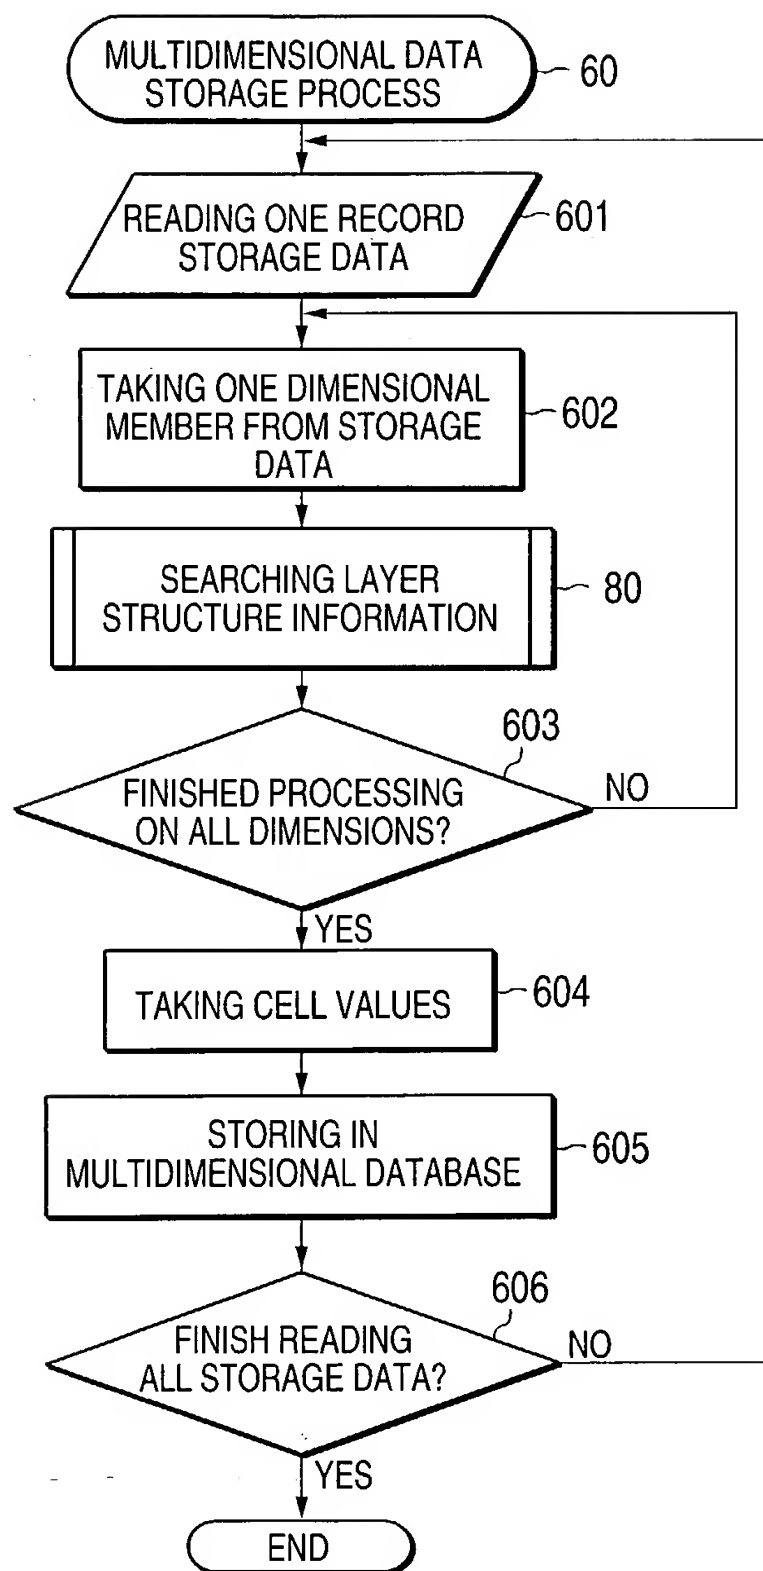 MULTIDIMENSIONAL DATA
STORAGE PROCESS
60
READING ONE RECORD
STORAGE DATA
601
TAKING ONE DIMENSIONAL
MEMBER FROM STORAGE
DATA
602
SEARCHING LAYER
STRUCTURE INFORMATION
80
603
FINISHED PROCESSING
ON ALL DIMENSIONS?
NO
YES
TAKING CELL VALUES
604
STORING IN
MULTIDIMENSIONAL DATABASE
605
606
FINISH READING
ALL STORAGE DATA?
NO
YES
END